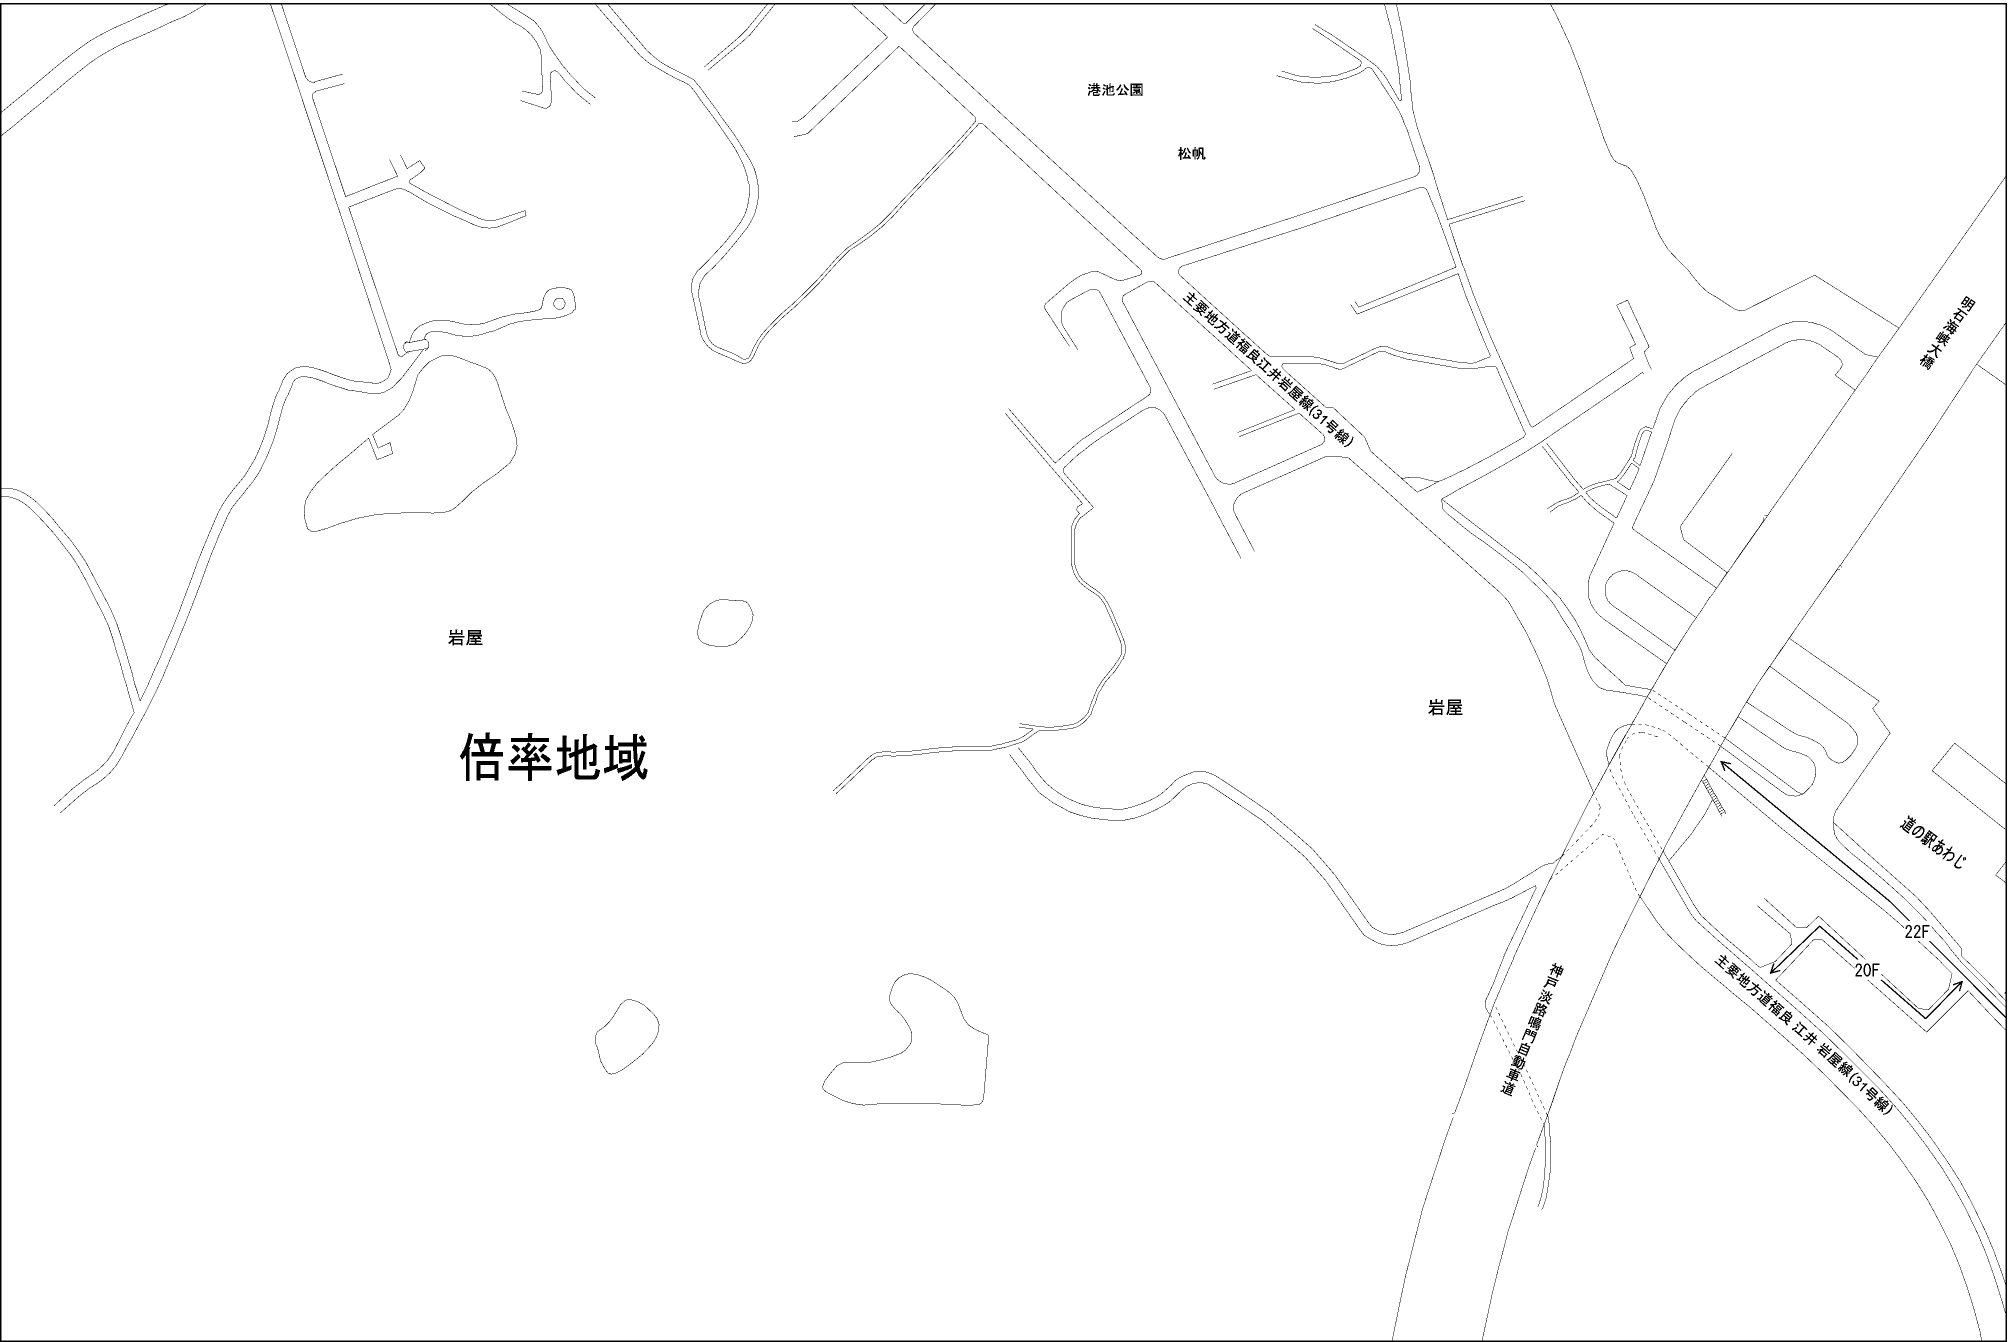 港池公園
松帆
主要地方道福良江井岩屋線(31号線)
明石海峡大橋
岩屋
岩屋
倍率地域
道の駅あわじ
22F
20F
主要地方道福良 江井 岩屋線(31号線)
神戸淡路鳴門自動車道